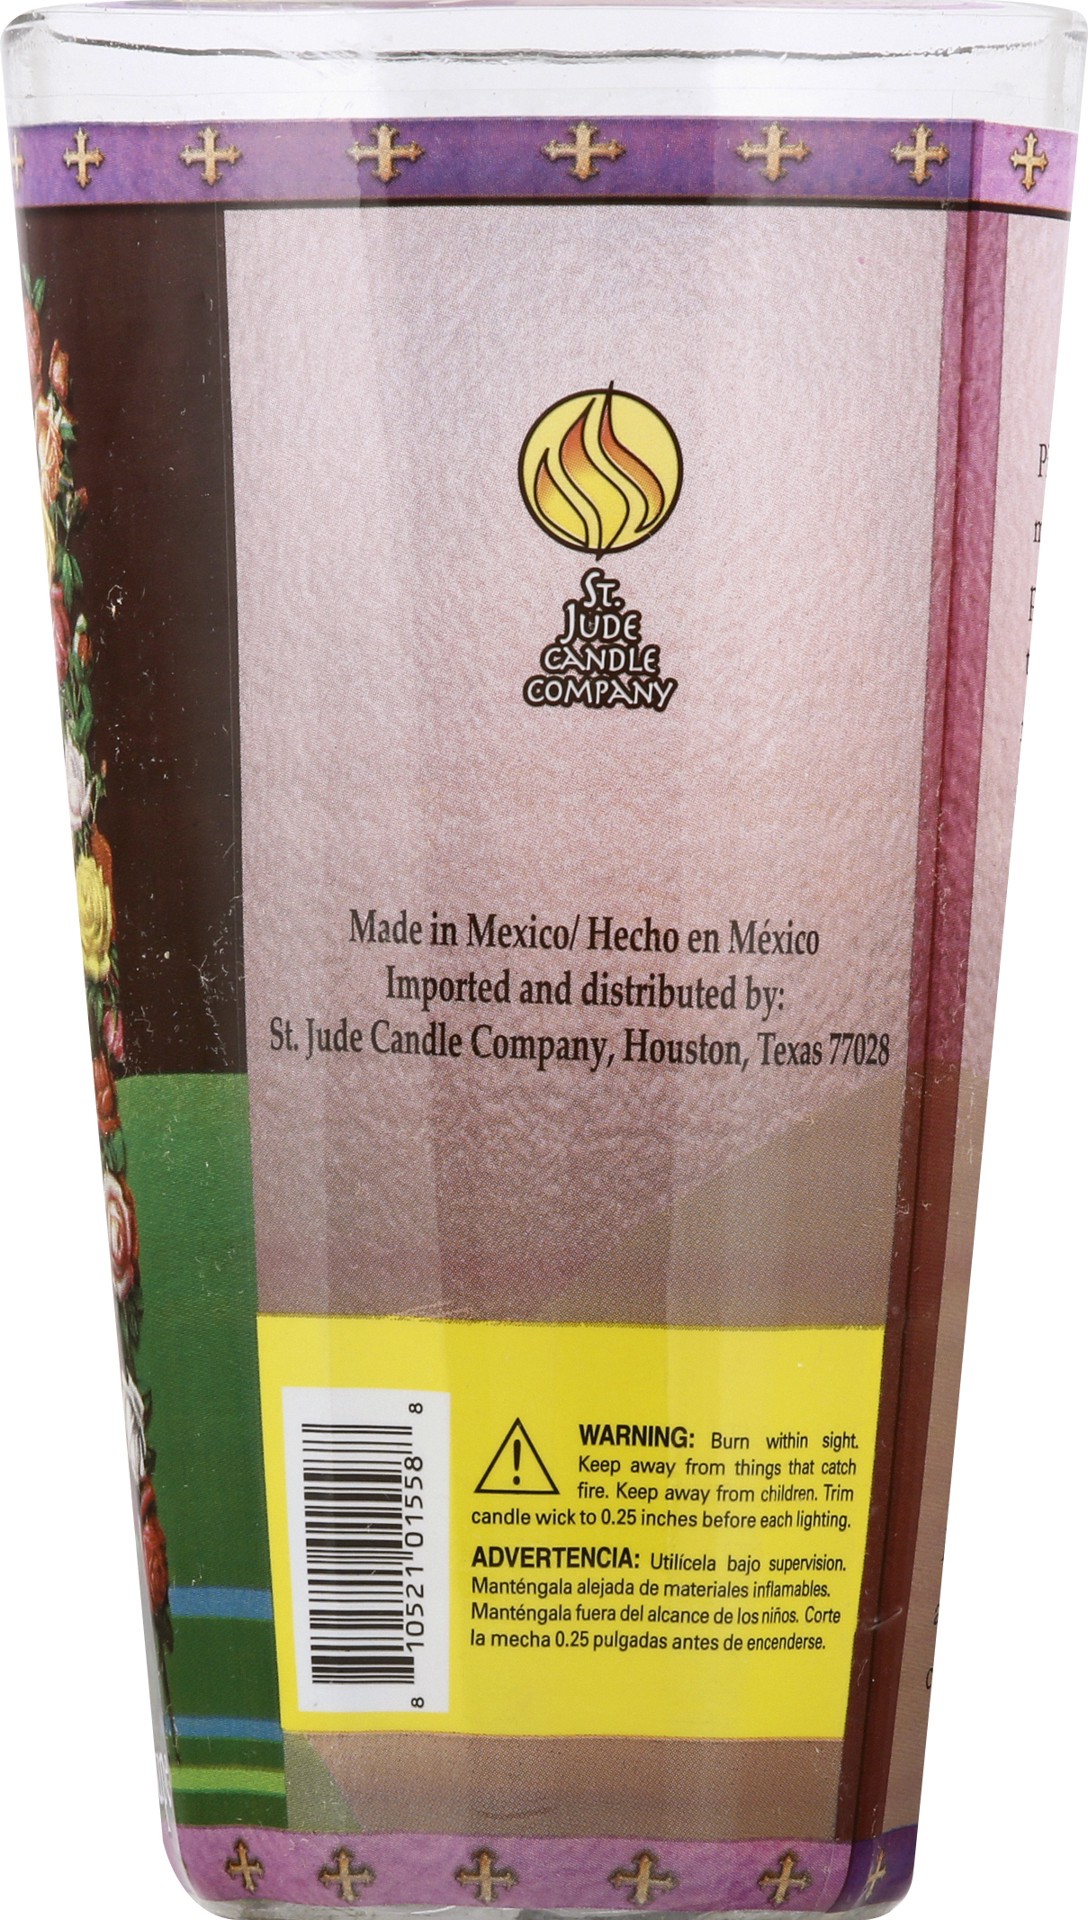 St.
Jude
Candle
Company
Made in Mexico/ Hecho en México
Imported and distributed by:
St. Jude Candle Company, Houston, Texas 77028
WARNING: Burn within sight.
Keep away from things that catch
fire. Keep away from children. Trim
candle wick to 0.25 inches before each lighting.
ADVERTENCIA: Utilícela bajo supervision.
Manténgala alejada de materiales inflamables.
Manténgala fuera del alcance de los niños. Corte
la mecha 0.25 pulgadas antes de encenderse.
8 10521 01558 8